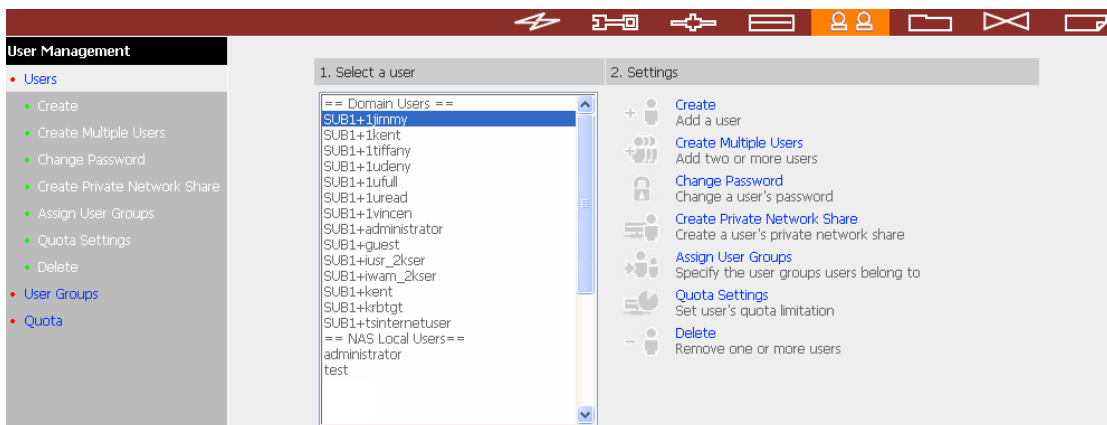 User Management
Users
Create
Create Multiple Users
Change Password
Create Private Network Share
Assign User Groups
Quota Settings
Delete
User Groups
Quota
1. Select a user
== Domain Users ==
SUB1+1jimmy
SUB1+1kent
SUB1+1tiffany
SUB1+1udeny
SUB1+1ufull
SUB1+1uread
SUB1+1vincen
SUB1+administrator
SUB1+guest
SUB1+iusr_2kser
SUB1+iwam_2kser
SUB1+kent
SUB1+krbtgt
SUB1+tsinternetuser
== NAS Local Users==
administrator
test
2. Settings
Create
Add a user
Create Multiple Users
Add two or more users
Change Password
Change a user's password
Create Private Network Share
Create a user's private network share
Assign User Groups
Specify the user groups users belong to
Quota Settings
Set user's quota limitation
Delete
Remove one or more users